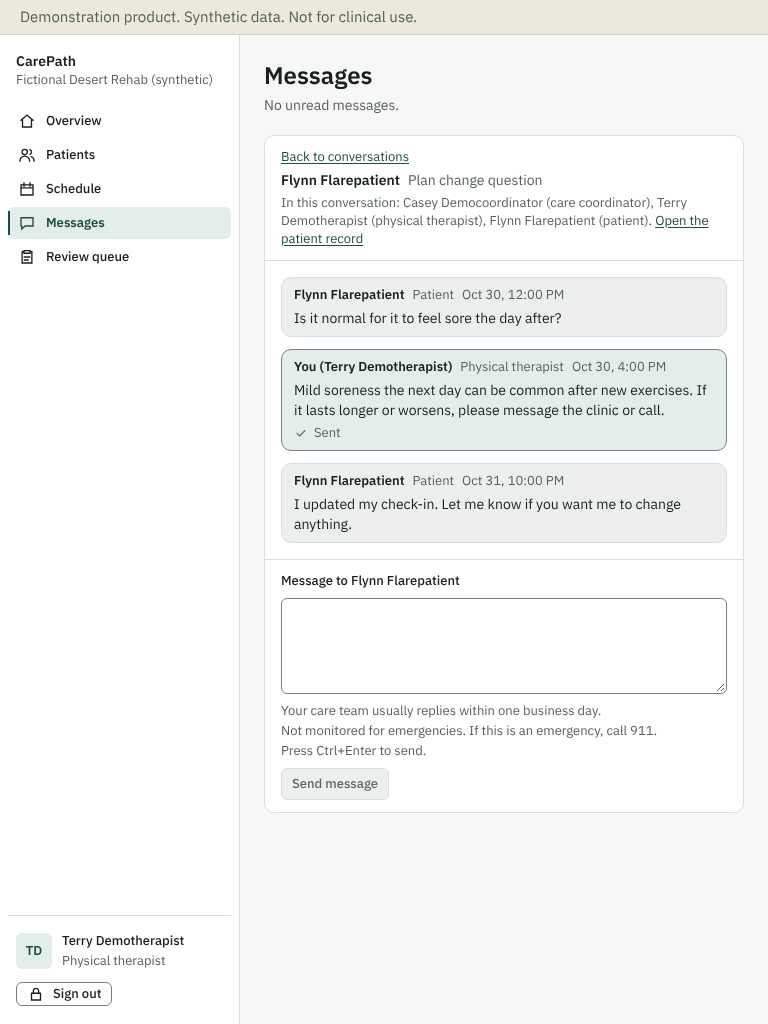 Demonstration product. Synthetic data. Not for clinical use.
CarePath
Fictional Desert Rehab (synthetic)
Overview
Patients
Schedule
Messages
Review queue
Terry Demotherapist
TD
Physical therapist
Sign out
Messages
No unread messages.
Back to conversations
Flynn Flarepatient Plan change question
In this conversation: Casey Democoordinator (care coordinator), Terry
Demotherapist (physical therapist), Flynn Flarepatient (patient). Open the
patient record
Flynn Flarepatient Patient Oct 30, 12:00 PM
Is it normal for it to feel sore the day after?
You (Terry Demotherapist) Physical therapist Oct 30, 4:00 PM
Mild soreness the next day can be common after new exercises. If
it lasts longer or worsens, please message the clinic or call.
Sent
Flynn Flarepatient Patient Oct 31, 10:00 PM
I updated my check-in. Let me know if you want me to change
anything.
Message to Flynn Flarepatient
Your care team usually replies within one business day.
Not monitored for emergencies. If this is an emergency, call 911.
Press Ctrl+Enter to send.
Send message